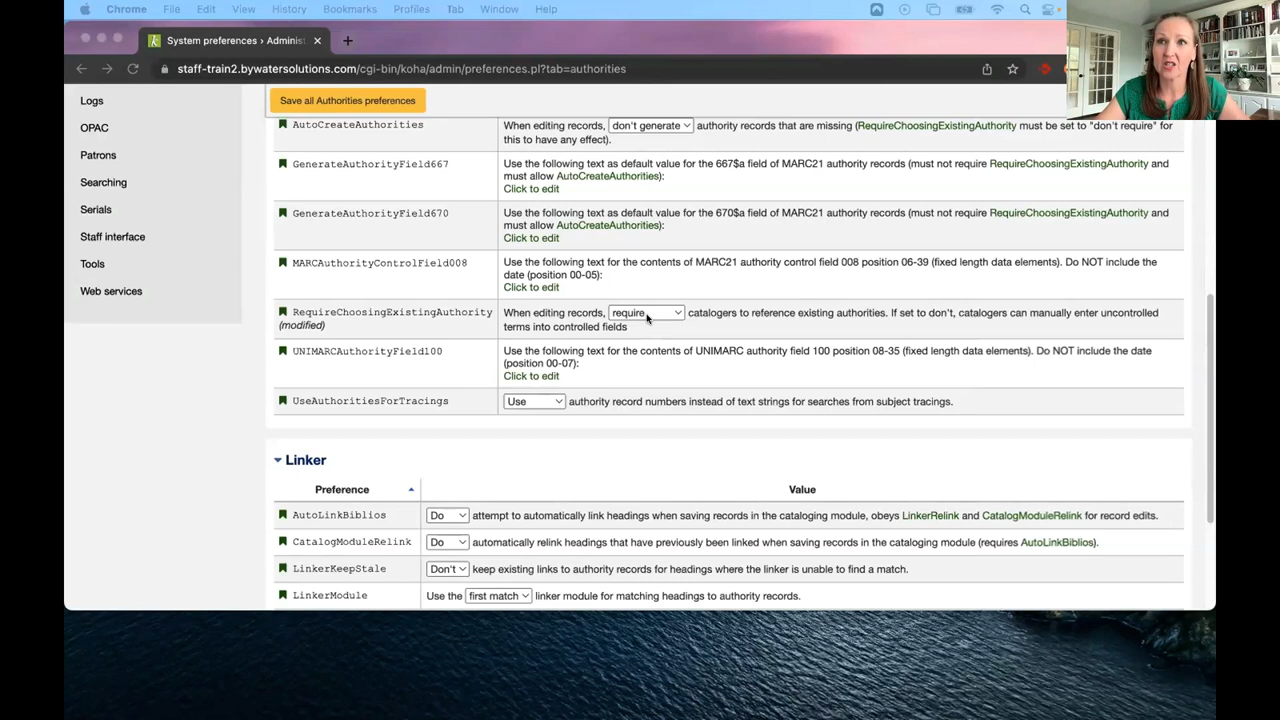 Chrome File Edit View History Bookmarks Profiles Tab Window Help
System preferences › Adminis
staff-train2.bywatersolutions.com/cgi-bin/koha/admin/preferences.pl?tab=authorities
Logs
OPAC
Patrons
Searching
Serials
Staff interface
Tools
Web services
Save all Authorities preferences
AutoCreateAuthorities When editing records, don't generate authority records that are missing (RequireChoosingExistingAuthority must be set to "don't require" for
this to have any effect).
GenerateAuthorityField667 Use the following text as default value for the 667$a field of MARC21 authority records (must not require RequireChoosingExistingAuthority and
must allow AutoCreateAuthorities):
Click to edit
GenerateAuthorityField670 Use the following text as default value for the 670$a field of MARC21 authority records (must not require RequireChoosingExistingAuthority and
must allow AutoCreateAuthorities):
Click to edit
MARCAuthorityControlField008 Use the following text for the contents of MARC21 authority control field 008 position 06-39 (fixed length data elements). Do NOT include the
date (position 00-05):
Click to edit
RequireChoosingExistingAuthority When editing records, require catalogers to reference existing authorities. If set to don't, catalogers can manually enter uncontrolled
(modified) terms into controlled fields
UNIMARCAuthorityField100 Use the following text for the contents of UNIMARC authority field 100 position 08-35 (fixed length data elements). Do NOT include the date
(position 00-07):
Click to edit
UseAuthoritiesForTracings Use authority record numbers instead of text strings for searches from subject tracings.
Linker
Preference Value
AutoLinkBiblios Do attempt to automatically link headings when saving records in the cataloging module, obeys LinkerRelink and CatalogModuleRelink for record edits.
CatalogModuleRelink Do automatically relink headings that have previously been linked when saving records in the cataloging module (requires AutoLinkBiblios).
LinkerKeepStale Don't keep existing links to authority records for headings where the linker is unable to find a match.
LinkerModule Use the first match linker module for matching headings to authority records.